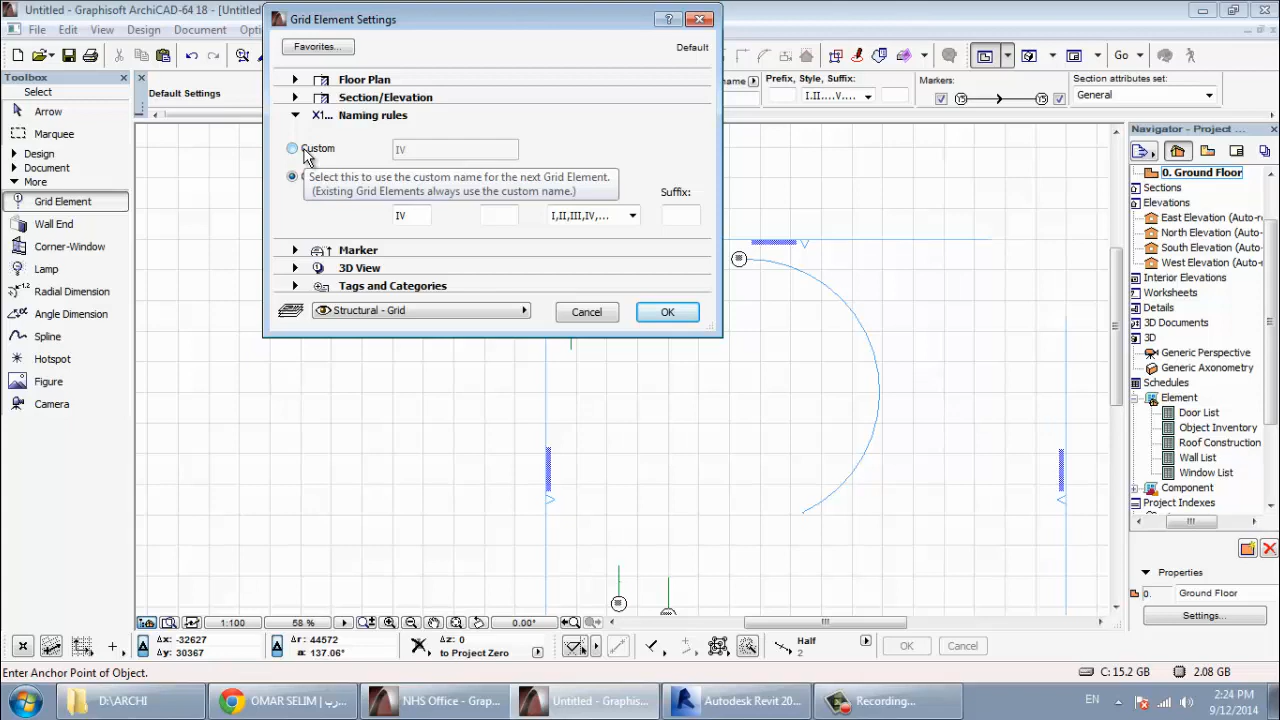 Untitled - Graphisoft ArchiCAD-64 18 - [Untitled
File Edit View Design Document Opti
Grid Element Settings
Favorites...
Default
Floor Plan
Section/Elevation
X1... Naming rules
Custom
IV
Select this to use the custom name for the next Grid Element.
(Existing Grid Elements always use the custom name.)
Suffix:
IV
I,II,III,IV,...
Marker
3D View
Tags and Categories
Structural - Grid
Cancel
OK
Go
name
Prefix, Style, Suffix:
I.II....V....
Markers:
Section attributes set:
General
Default Settings
Toolbox
Select
Arrow
Marquee
Design
Document
More
Grid Element
Wall End
Corner-Window
Lamp
Radial Dimension
Angle Dimension
Spline
Hotspot
Figure
Camera
Navigator - Project ...
0. Ground Floor
Sections
Elevations
East Elevation (Auto-r
North Elevation (Auto-
South Elevation (Auto-
West Elevation (Auto-
Interior Elevations
Worksheets
Details
3D Documents
3D
Generic Perspective
Generic Axonometry
Schedules
Element
Door List
Object Inventory
Roof Construction
Wall List
Window List
Component
Project Indexes
Properties
0. Ground Floor
Settings...
1:100
58 %
0.00°
Δx: -32627
Δy: 30367
Δr: 44572
a: 137.06°
Δz: 0
to Project Zero
Half
2
OK
Cancel
Enter Anchor Point of Object.
C: 15.2 GB
2.08 GB
D:\ARCHI
OMAR SELIM | عرب...
NHS Office - Grap...
Untitled - Graphis...
Autodesk Revit 20...
Recording...
EN
2:24 PM
9/12/2014